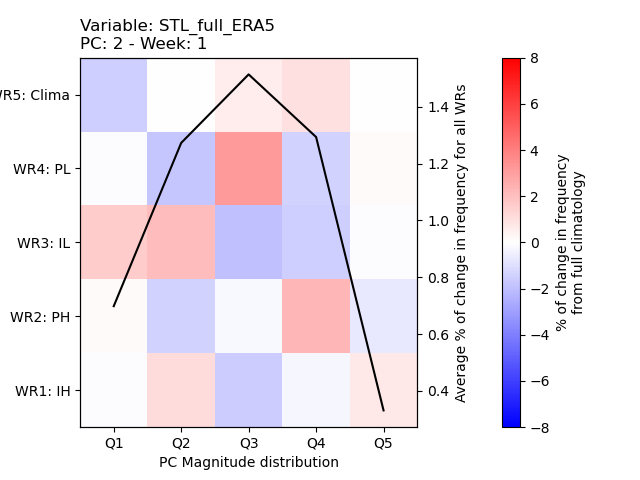 Variable: STL_full_ERA5
PC: 2 - Week: 1
WR5: Clima
WR4: PL
WR3: IL
WR2: PH
WR1: IH
Q1 Q2 Q3 Q4 Q5
PC Magnitude distribution
1.4
1.2
1.0
0.8
0.6
0.4
Average % of change in frequency for all WRs
8
6
4
2
0
−2
−4
−6
−8
% of change in frequency
from full climatology